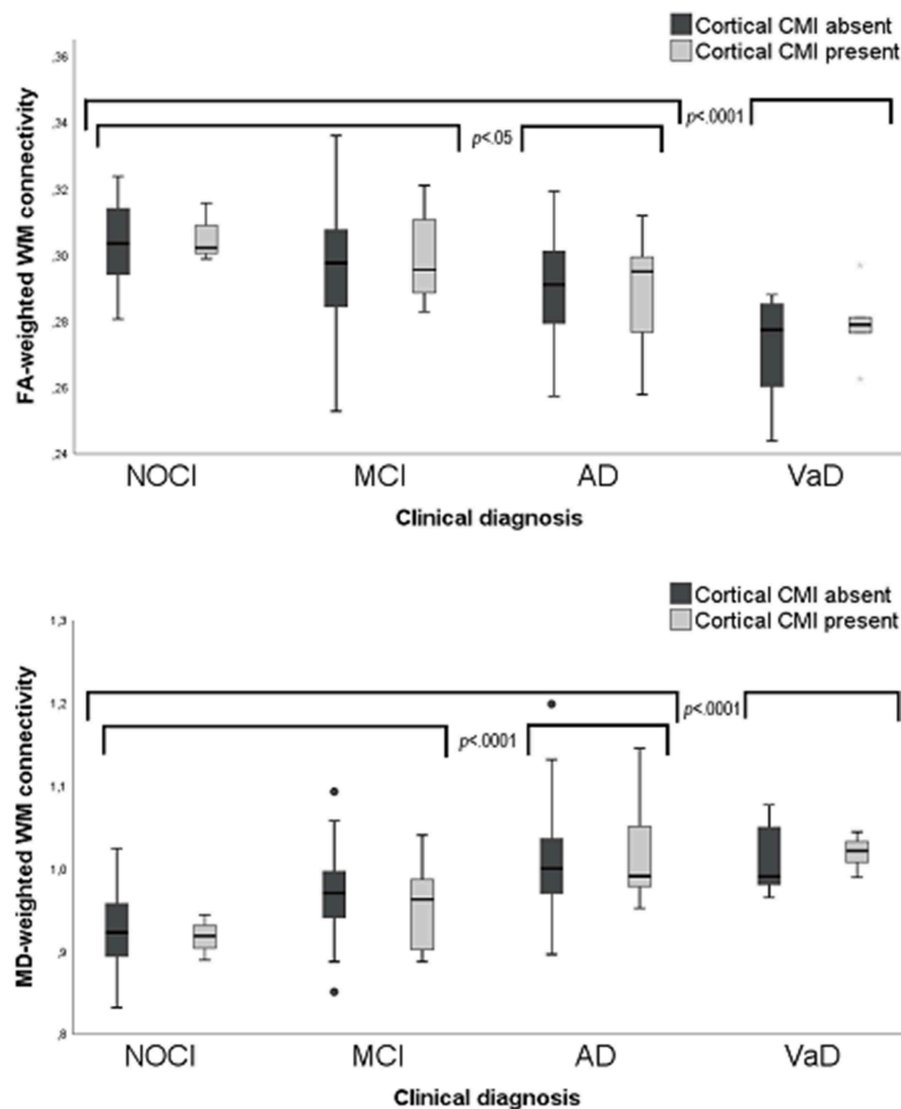 Cortical CMI absent
Cortical CMI present
FA-weighted WM connectivity
,36
,34
,32
,30
,28
,26
,24
p<.0001
p<.05
NOCI MCI AD VaD
Clinical diagnosis
Cortical CMI absent
Cortical CMI present
MD-weighted WM connectivity
1,3
1,2
1,1
1,0
,9
,8
p<.0001
p<.0001
NOCI MCI AD VaD
Clinical diagnosis